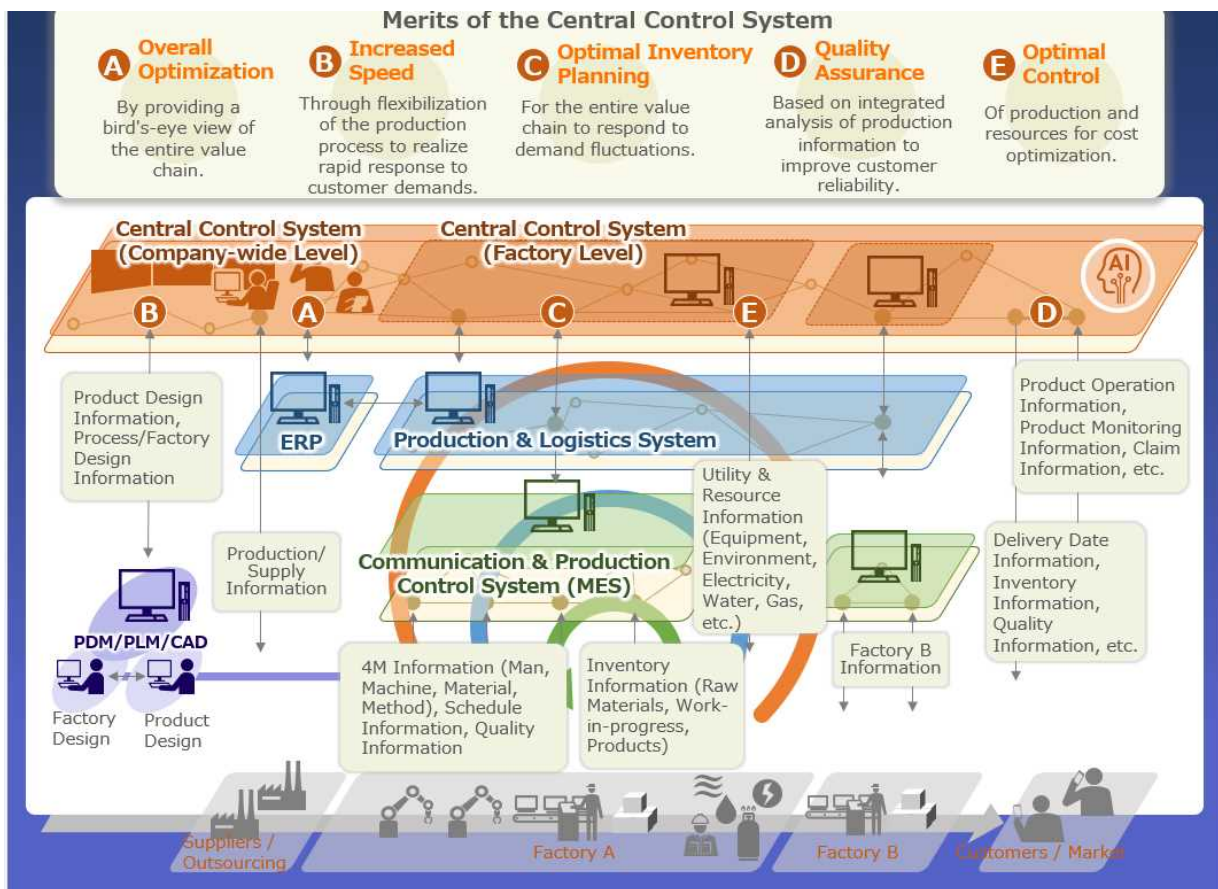 Merits of the Central Control System
A Overall
Optimization
By providing a
bird's-eye view of
the entire value
chain.
B Increased
Speed
Through flexibilization
of the production
process to realize
rapid response to
customer demands.
C Optimal Inventory
Planning
For the entire value
chain to respond to
demand fluctuations.
D Quality
Assurance
Based on integrated
analysis of production
information to
improve customer
reliability.
E Optimal
Control
Of production and
resources for cost
optimization.
Central Control System
(Company-wide Level)
Central Control System
(Factory Level)
AI
B
A
C
E
D
Product Design
Information,
Process/Factory
Design
Information
ERP
Production & Logistics System
Product Operation
Information,
Product Monitoring
Information, Claim
Information, etc.
Utility &
Resource
Information
(Equipment,
Environment,
Electricity,
Water, Gas,
etc.)
Production/
Supply
Information
Communication & Production
Control System (MES)
Delivery Date
Information,
Inventory
Information,
Quality
Information, etc.
PDM/PLM/CAD
Factory
Design
Product
Design
4M Information (Man,
Machine, Material,
Method), Schedule
Information, Quality
Information
Inventory
Information (Raw
Materials, Work-
in-progress,
Products)
Factory B
Information
Suppliers /
Outsourcing
Factory A
Factory B
Customers / Market